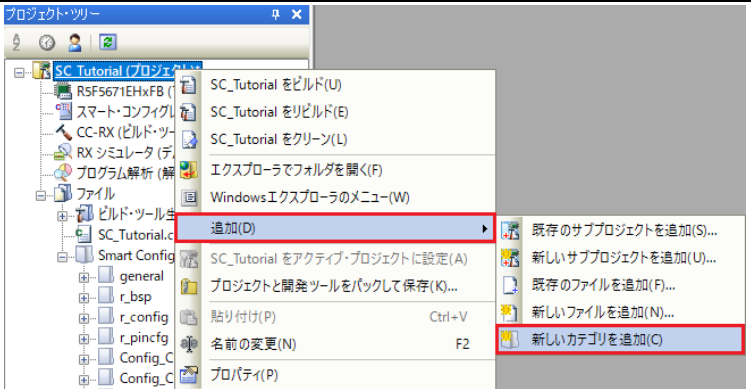 プロジェクト・ツリー
SC_Tutorial (プロジェクト)*
R5F5671EHxFB (
スマート・コンフィグレ
CC-RX (ビルド・ツー
RX シミュレータ (デ
プログラム解析 (解
ファイル
ビルド・ツール生
SC_Tutorial.c
Smart Config
general
r_bsp
r_config
r_pincfg
Config_C
Config_C
SC_Tutorial をビルド(U)
SC_Tutorial をリビルド(E)
SC_Tutorial をクリーン(L)
エクスプローラでフォルダを開く(F)
Windowsエクスプローラのメニュー(W)
追加(D)
SC_Tutorial をアクティブ・プロジェクトに設定(A)
プロジェクトと開発ツールをパックして保存(K)...
貼り付け(P) Ctrl+V
名前の変更(N) F2
プロパティ(P)
既存のサブプロジェクトを追加(S)...
新しいサブプロジェクトを追加(U)...
既存のファイルを追加(F)...
新しいファイルを追加(N)...
新しいカテゴリを追加(C)